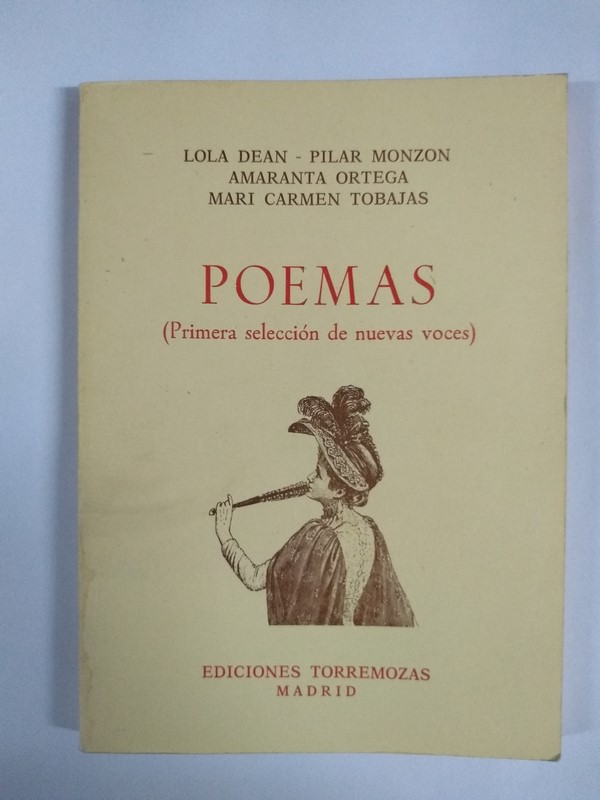 LOLA DEAN - PILAR MONZON
AMARANTA ORTEGA
MARI CARMEN TOBAJAS
POEMAS
(Primera selección de nuevas voces)
EDICIONES TORREMOZAS
MADRID